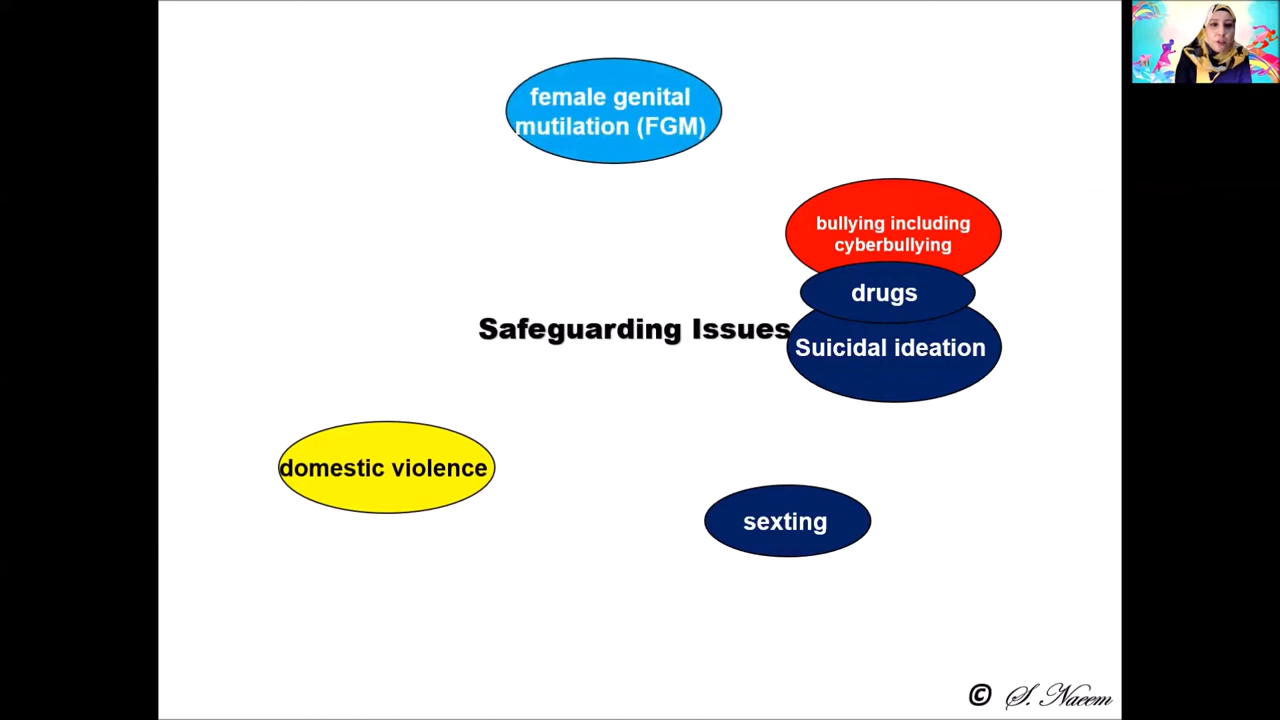 female genital
mutilation (FGM)
bullying including
cyberbullying
drugs
Safeguarding Issues
Suicidal ideation
domestic violence
sexting
© S. Naeem